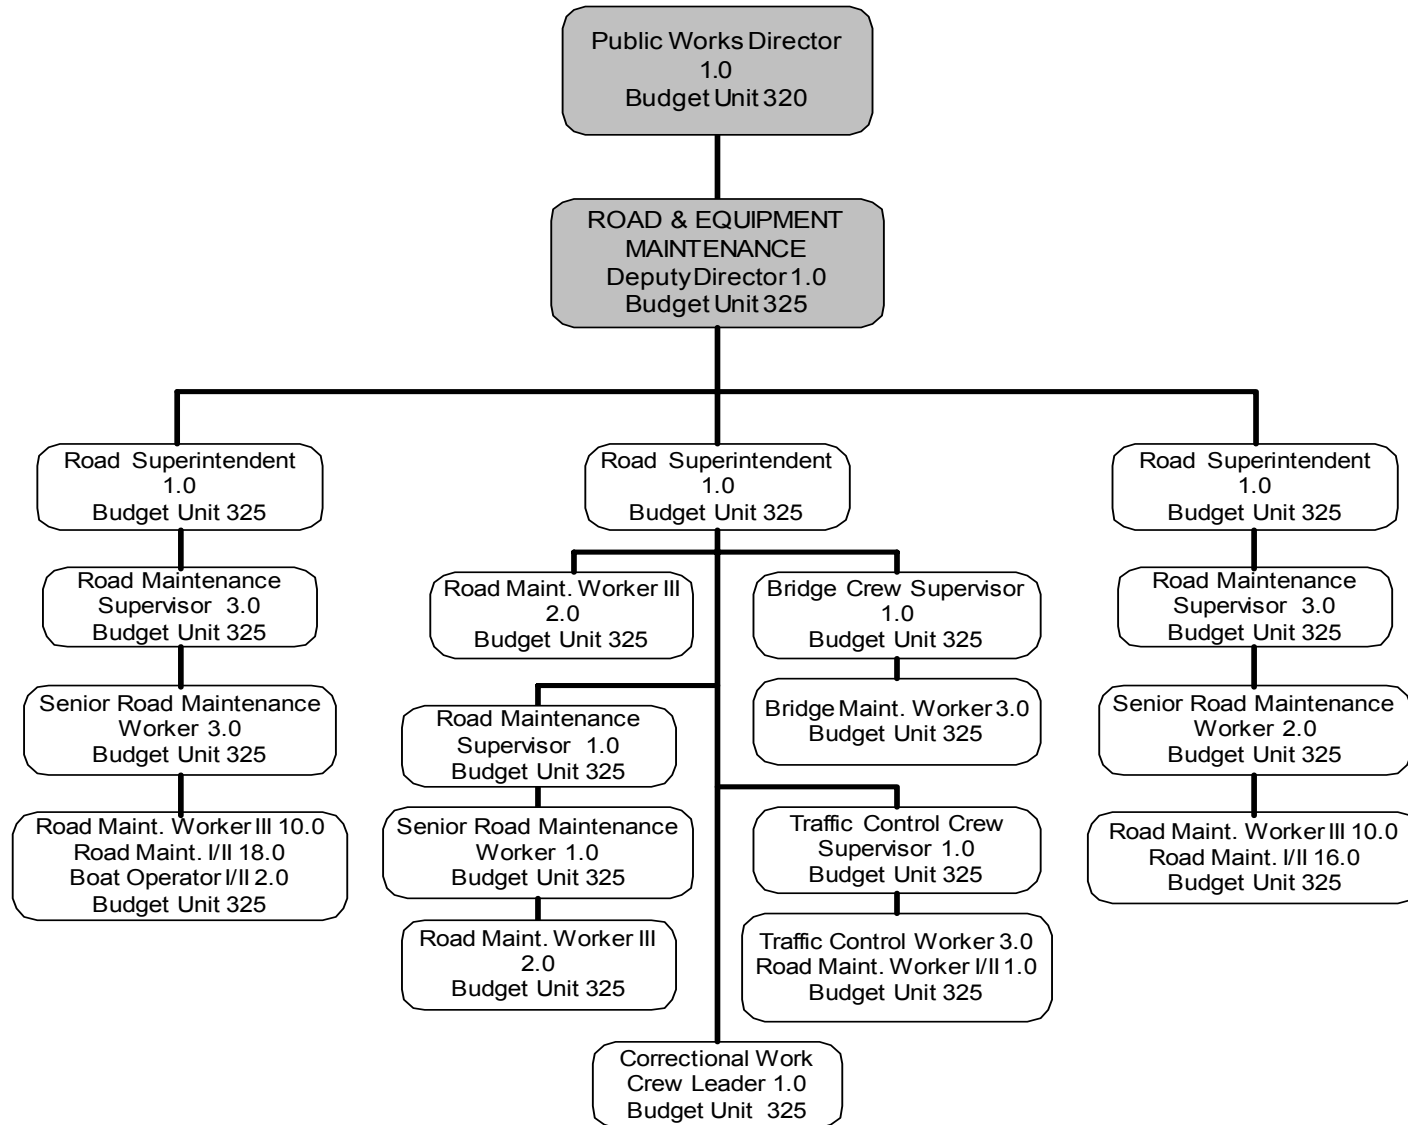 Public Works Director
1.0
Budget Unit 320
ROAD & EQUIPMENT
MAINTENANCE
Deputy Director 1.0
Budget Unit 325
Road Superintendent
1.0
Budget Unit 325
Road Maintenance
Supervisor 3.0
Budget Unit 325
Senior Road Maintenance
Worker 3.0
Budget Unit 325
Road Maint. Worker III 10.0
Road Maint. I/II 18.0
Boat Operator I/II 2.0
Budget Unit 325
Road Superintendent
1.0
Budget Unit 325
Road Maint. Worker III
2.0
Budget Unit 325
Bridge Crew Supervisor
1.0
Budget Unit 325
Bridge Maint. Worker 3.0
Budget Unit 325
Road Maintenance
Supervisor 1.0
Budget Unit 325
Senior Road Maintenance
Worker 1.0
Budget Unit 325
Road Maint. Worker III
2.0
Budget Unit 325
Traffic Control Crew
Supervisor 1.0
Budget Unit 325
Traffic Control Worker 3.0
Road Maint. Worker I/II 1.0
Budget Unit 325
Correctional Work
Crew Leader 1.0
Budget Unit 325
Road Superintendent
1.0
Budget Unit 325
Road Maintenance
Supervisor 3.0
Budget Unit 325
Senior Road Maintenance
Worker 2.0
Budget Unit 325
Road Maint. Worker III 10.0
Road Maint. I/II 16.0
Budget Unit 325